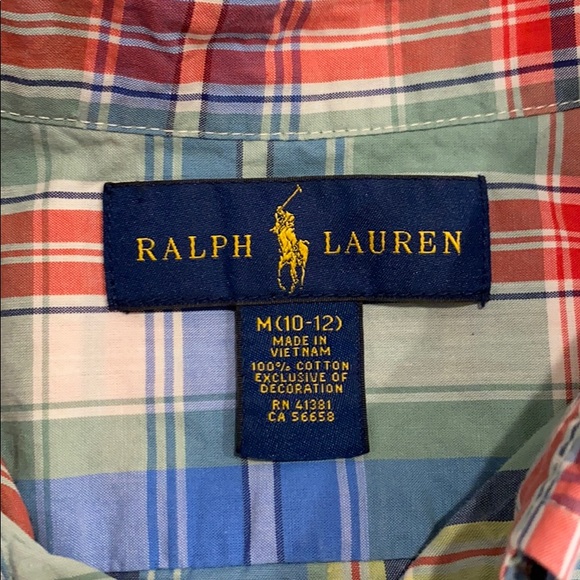 RALPH LAUREN
M(10-12)
MADE IN
VIETNAM
100% COTTON
EXCLUSIVE OF
DECORATION
RN 41381
CA 56658